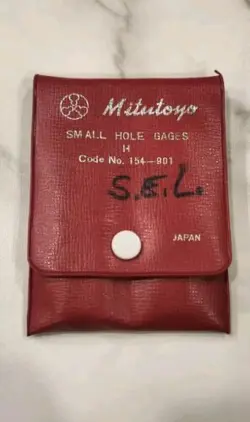 Mitutoyo
SMALL HOLE GAGES
H
Code No. 154-901
S.E.L.
JAPAN